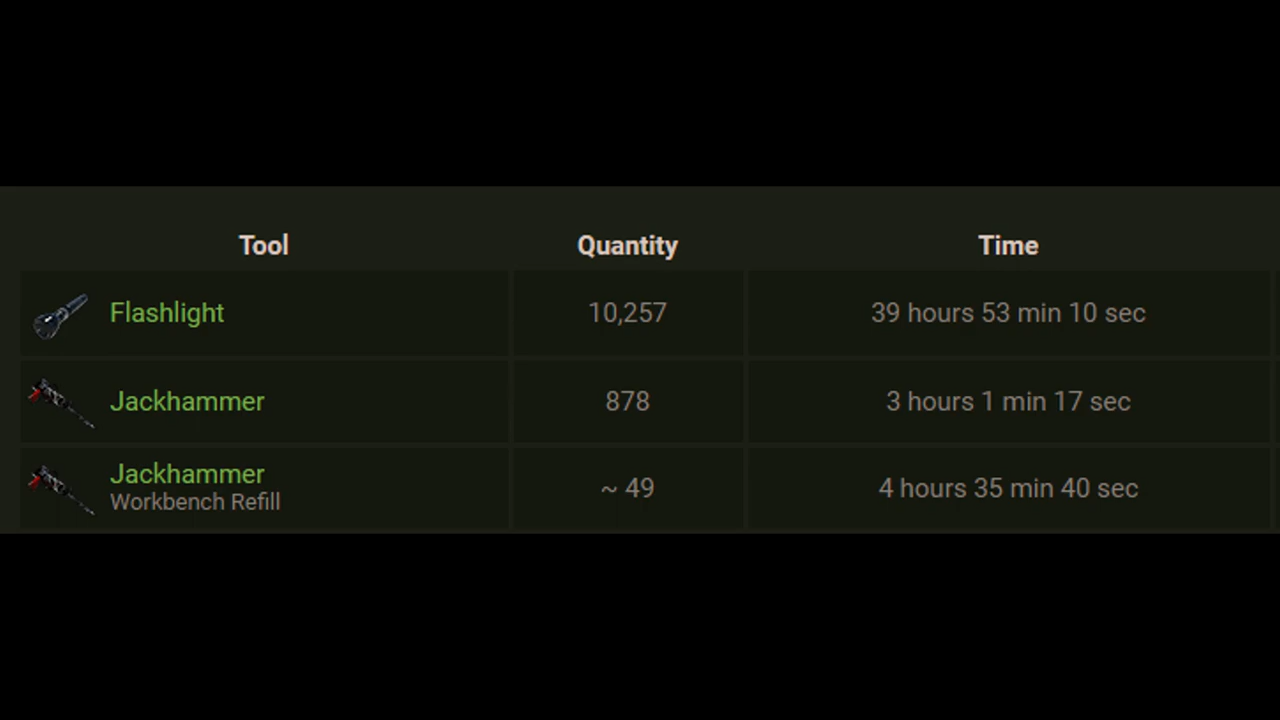 Tool Quantity Time
Flashlight 10,257 39 hours 53 min 10 sec
Jackhammer 878 3 hours 1 min 17 sec
Jackhammer
Workbench Refill ~ 49 4 hours 35 min 40 sec